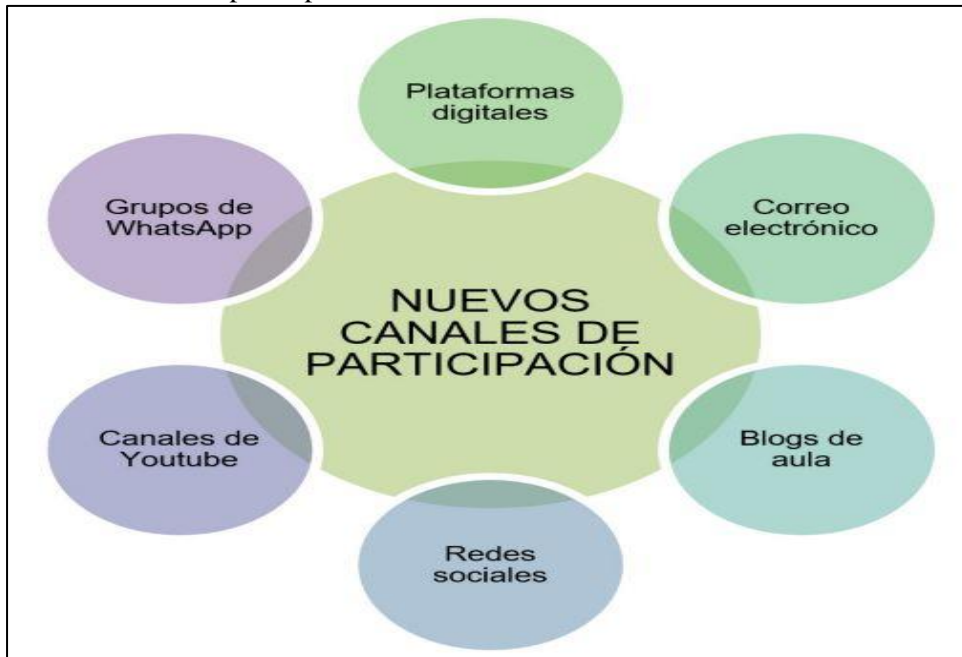 Plataformas
digitales
Correo
electrónico
Blogs de
aula
Redes
sociales
Canales de
Youtube
Grupos de
WhatsApp
NUEVOS
CANALES DE
PARTICIPACIÓN